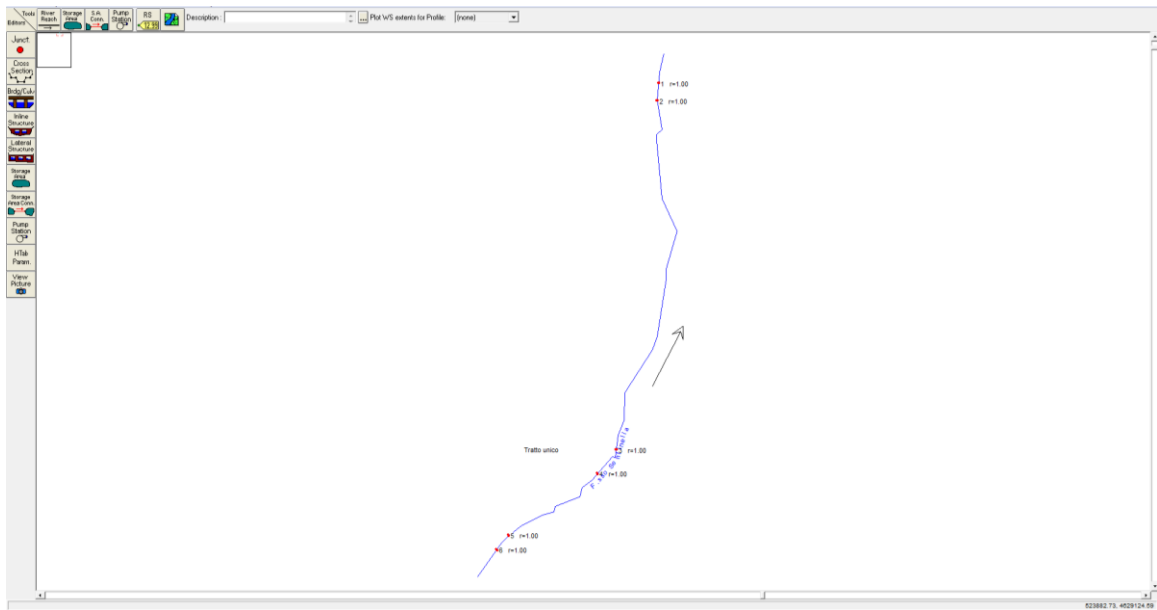 Tools River Storage S.A. Pump RS Description: Plot WS extents for Profile: (none)
Editors Reach Area Conn. Station
Junct.
Cross
Section
Brdg/Culv
Inline
Structure
Lateral
Structure
Storage
Area
Storage
Area Conn.
Pump
Station
HTab
Param.
View
Picture
1 r=1.00
2 r=1.00
Tratto unico
r=1.00
4 r=1.00
5 r=1.00
6 r=1.00
523882.73, 4629124.59